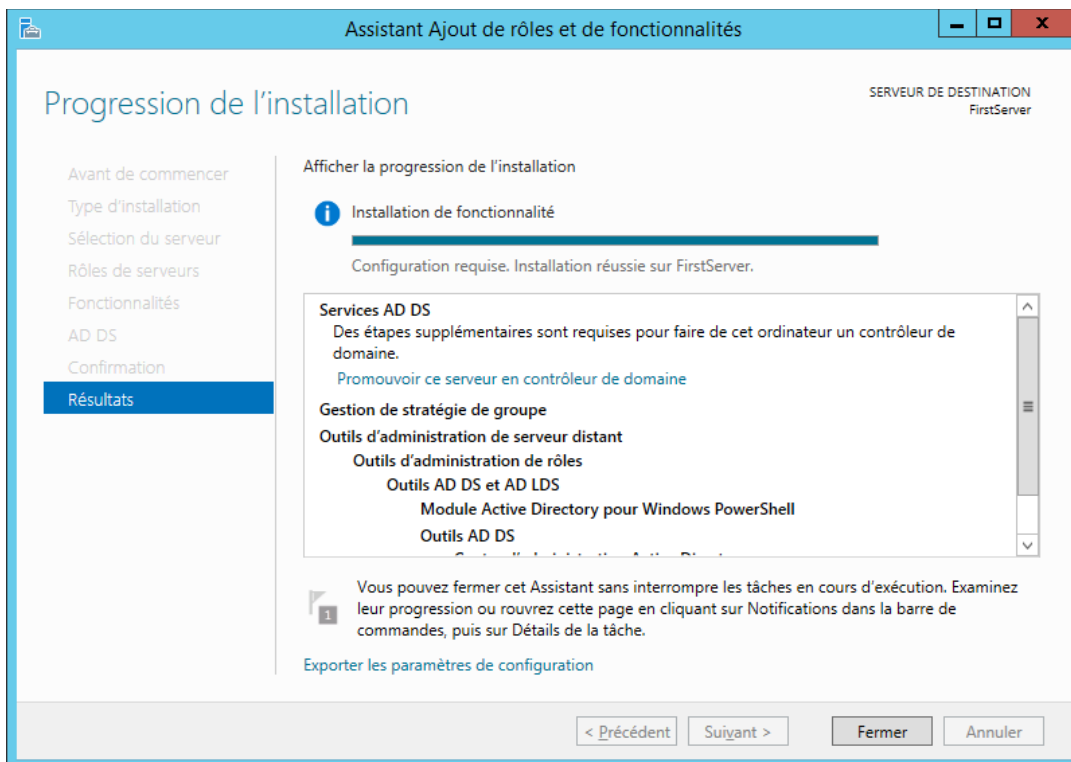 Assistant Ajout de rôles et de fonctionnalités
Progression de l'installation
SERVEUR DE DESTINATION
FirstServer
Avant de commencer
Type d'installation
Sélection du serveur
Rôles de serveurs
Fonctionnalités
AD DS
Confirmation
Résultats
Afficher la progression de l'installation
Installation de fonctionnalité
Configuration requise. Installation réussie sur FirstServer.
Services AD DS
Des étapes supplémentaires sont requises pour faire de cet ordinateur un contrôleur de
domaine.
Promouvoir ce serveur en contrôleur de domaine
Gestion de stratégie de groupe
Outils d'administration de serveur distant
Outils d'administration de rôles
Outils AD DS et AD LDS
Module Active Directory pour Windows PowerShell
Outils AD DS
1
Vous pouvez fermer cet Assistant sans interrompre les tâches en cours d'exécution. Examinez
leur progression ou rouvrez cette page en cliquant sur Notifications dans la barre de
commandes, puis sur Détails de la tâche.
Exporter les paramètres de configuration
< Précédent
Suivant >
Fermer
Annuler